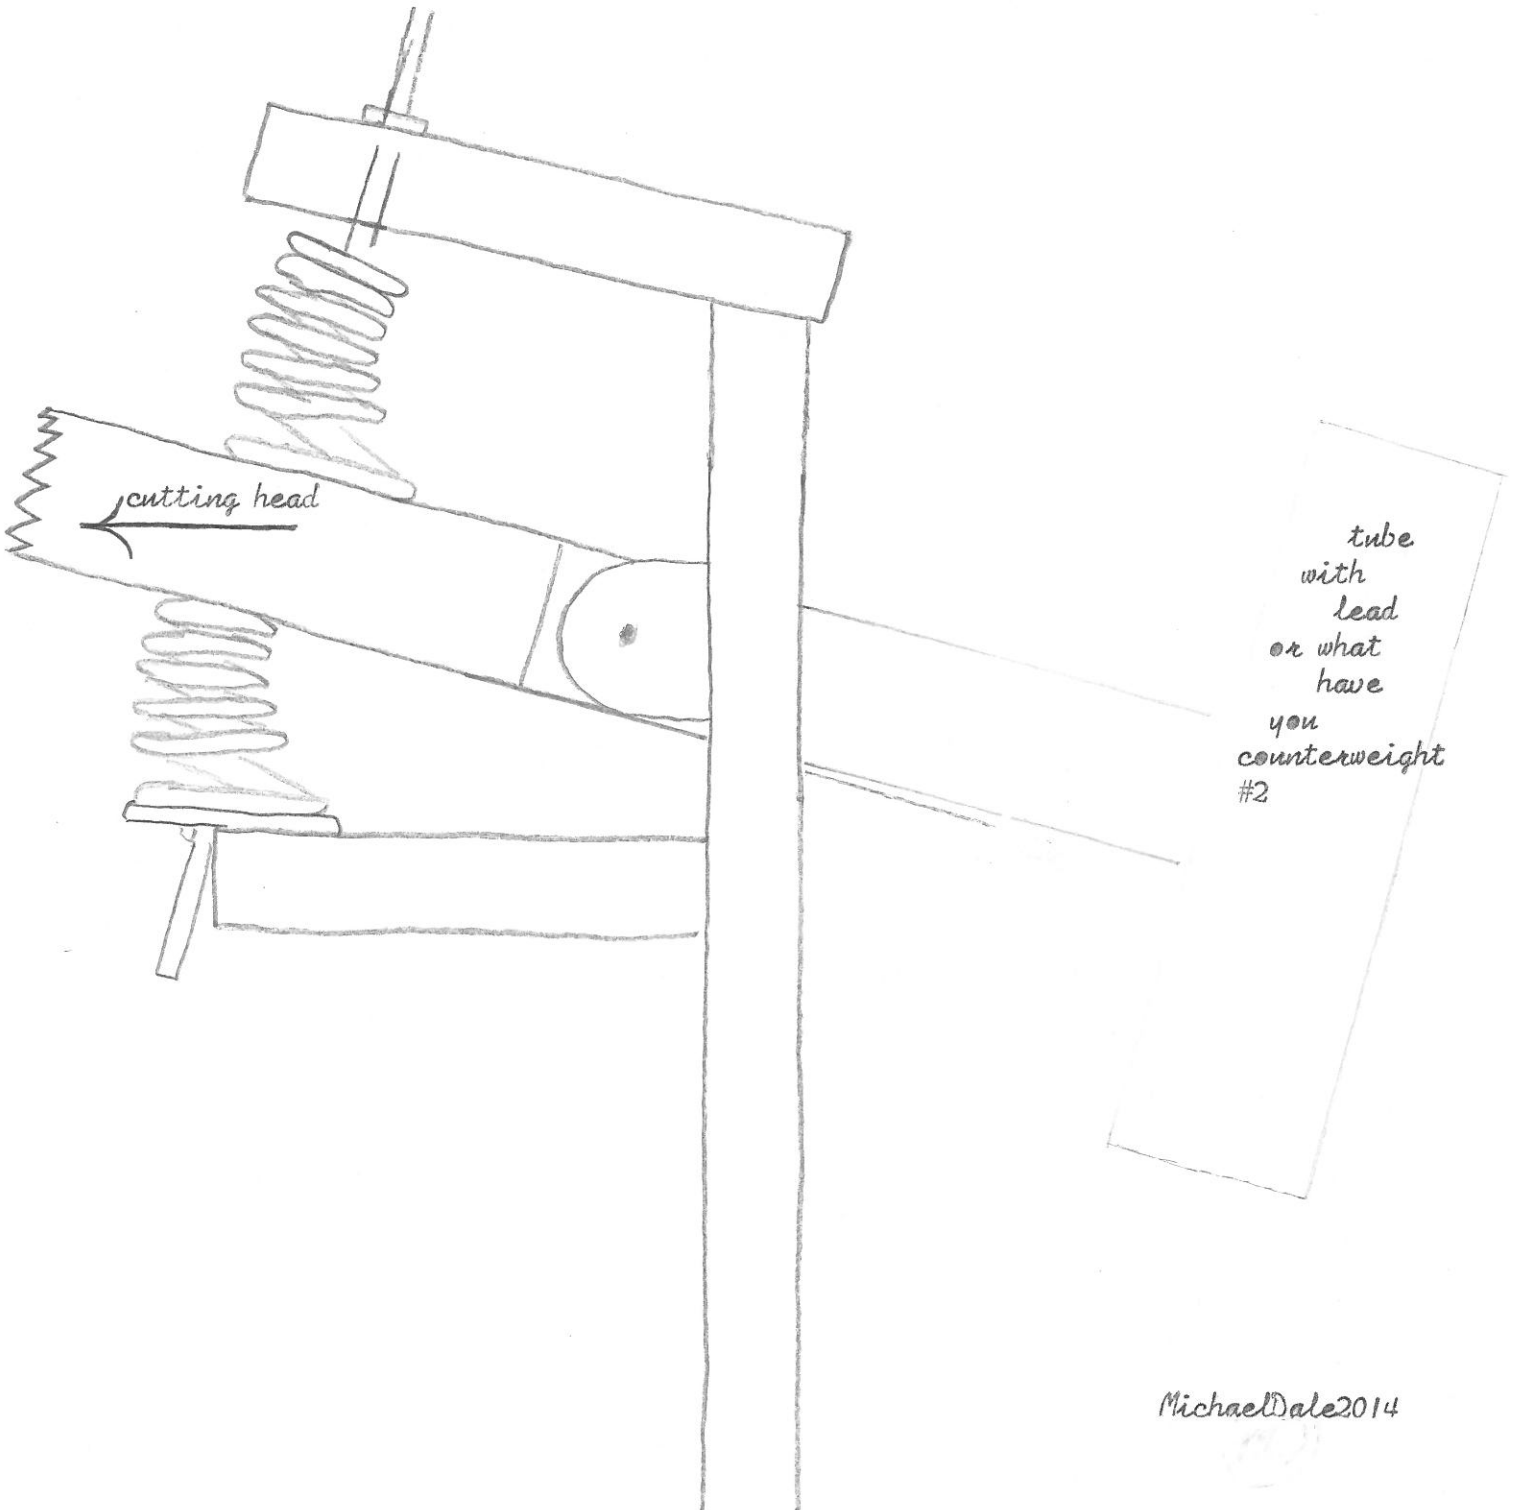 cutting head
tube
with
lead
or what
have
you
counterweight
#2
MichaelDale2014